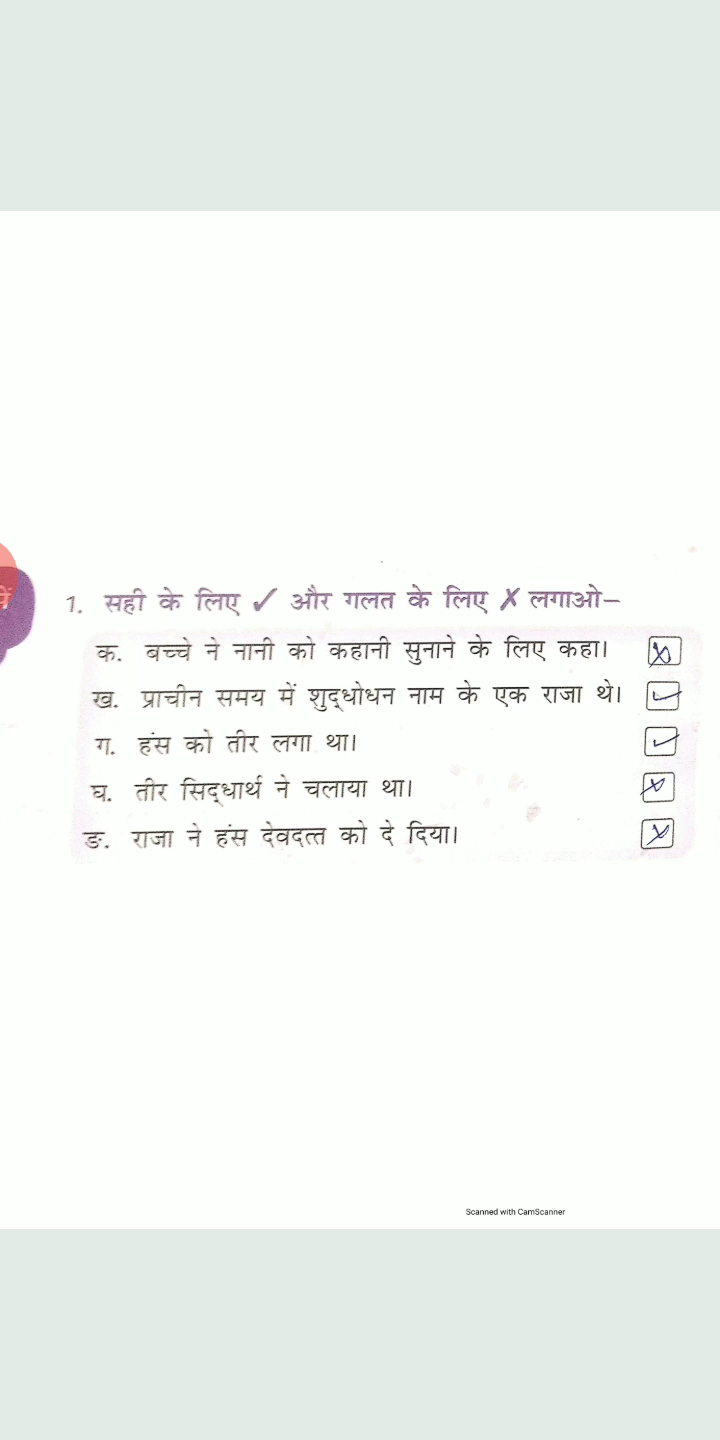 1. सही के लिए ✓ और गलत के लिए ✗ लगाओ–
क. बच्चे ने नानी को कहानी सुनाने के लिए कहा। ✗
ख. प्राचीन समय में शुद्धोधन नाम के एक राजा थे। ✓
ग. हंस को तीर लगा था। ✓
घ. तीर सिद्धार्थ ने चलाया था। ✗
ङ. राजा ने हंस देवदत्त को दे दिया। ✗
Scanned with CamScanner